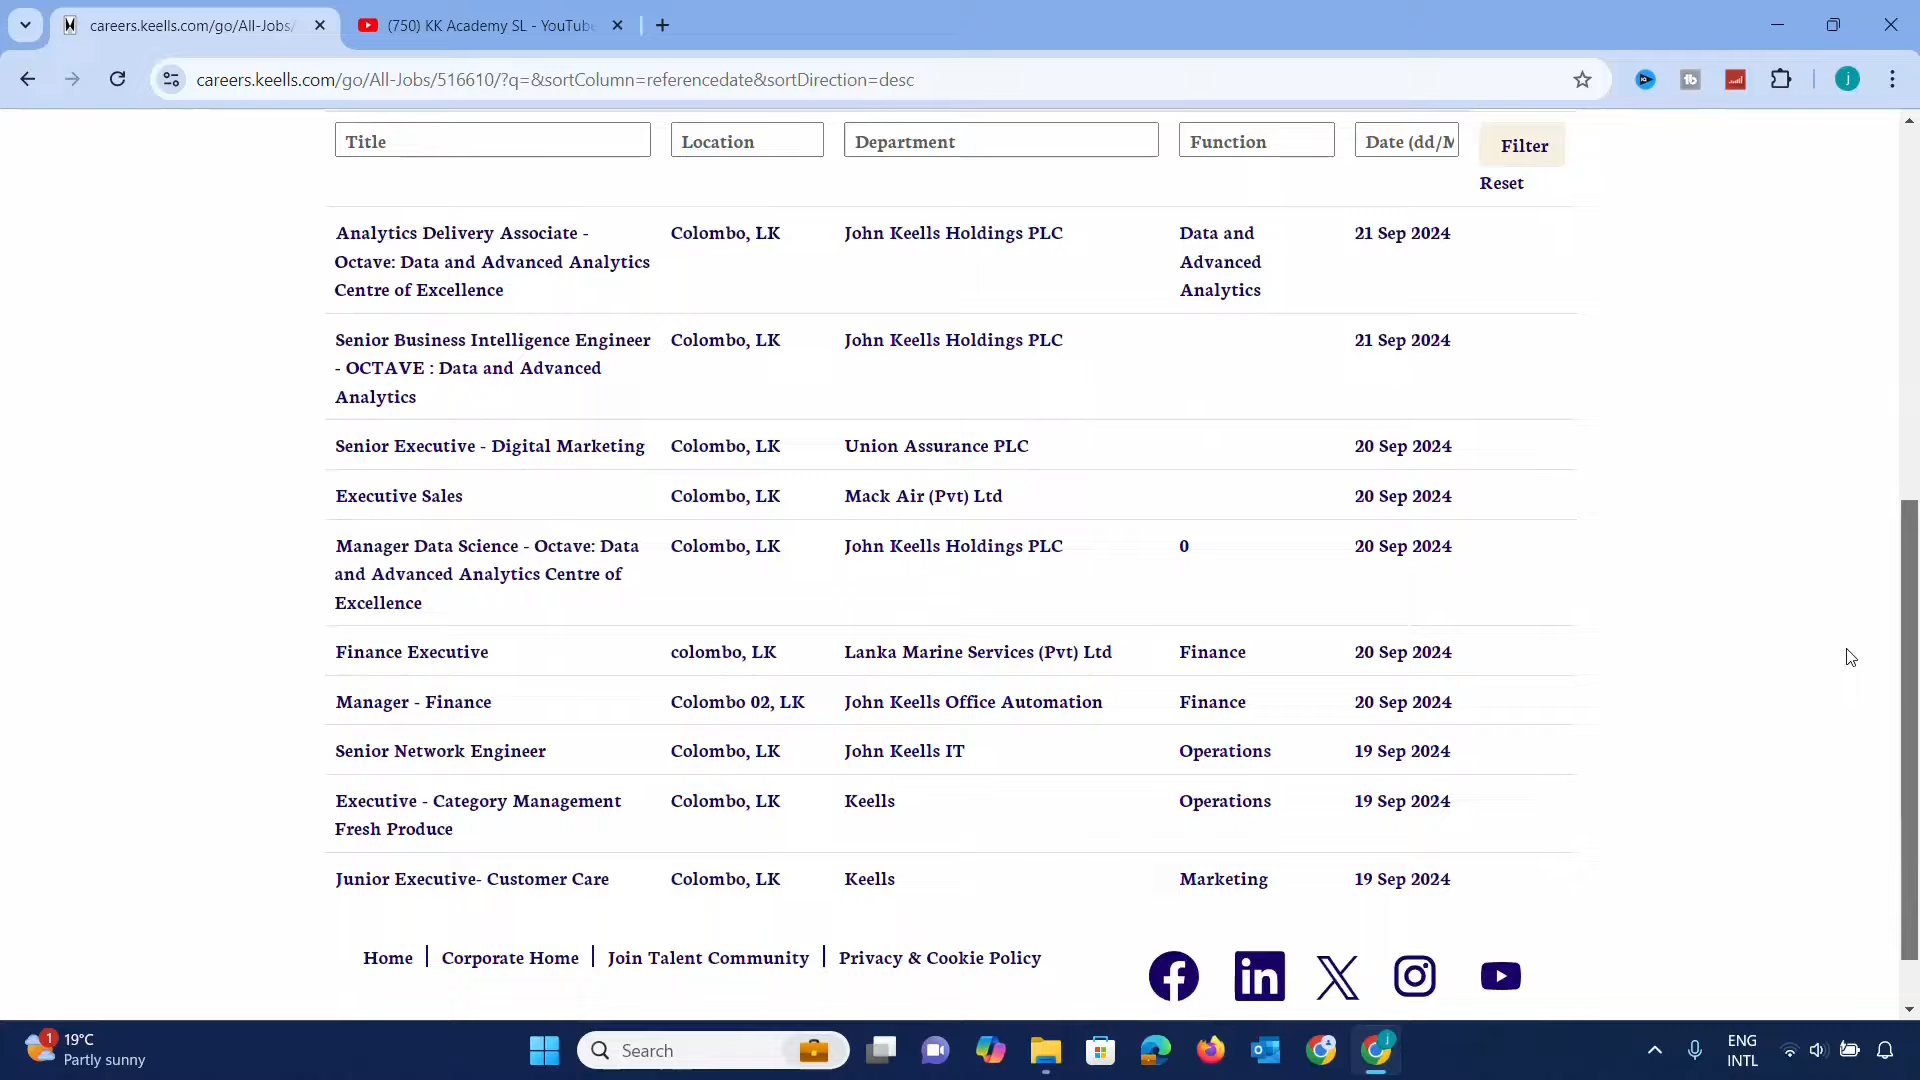 careers.keells.com/go/All-Jobs/
(750) KK Academy SL - YouTube
careers.keells.com/go/All-Jobs/516610/?q=&sortColumn=referencedate&sortDirection=desc
j
Title
Location
Department
Function
Date (dd/M
Filter
Reset
Analytics Delivery Associate - Colombo, LK John Keells Holdings PLC Data and 21 Sep 2024
Octave: Data and Advanced Analytics Advanced
Centre of Excellence Analytics
Senior Business Intelligence Engineer Colombo, LK John Keells Holdings PLC 21 Sep 2024
- OCTAVE : Data and Advanced
Analytics
Senior Executive - Digital Marketing Colombo, LK Union Assurance PLC 20 Sep 2024
Executive Sales Colombo, LK Mack Air (Pvt) Ltd 20 Sep 2024
Manager Data Science - Octave: Data Colombo, LK John Keells Holdings PLC 0 20 Sep 2024
and Advanced Analytics Centre of
Excellence
Finance Executive colombo, LK Lanka Marine Services (Pvt) Ltd Finance 20 Sep 2024
Manager - Finance Colombo 02, LK John Keells Office Automation Finance 20 Sep 2024
Senior Network Engineer Colombo, LK John Keells IT Operations 19 Sep 2024
Executive - Category Management Colombo, LK Keells Operations 19 Sep 2024
Fresh Produce
Junior Executive- Customer Care Colombo, LK Keells Marketing 19 Sep 2024
Home | Corporate Home | Join Talent Community | Privacy & Cookie Policy
1
19°C
Partly sunny
Search
ENG
INTL